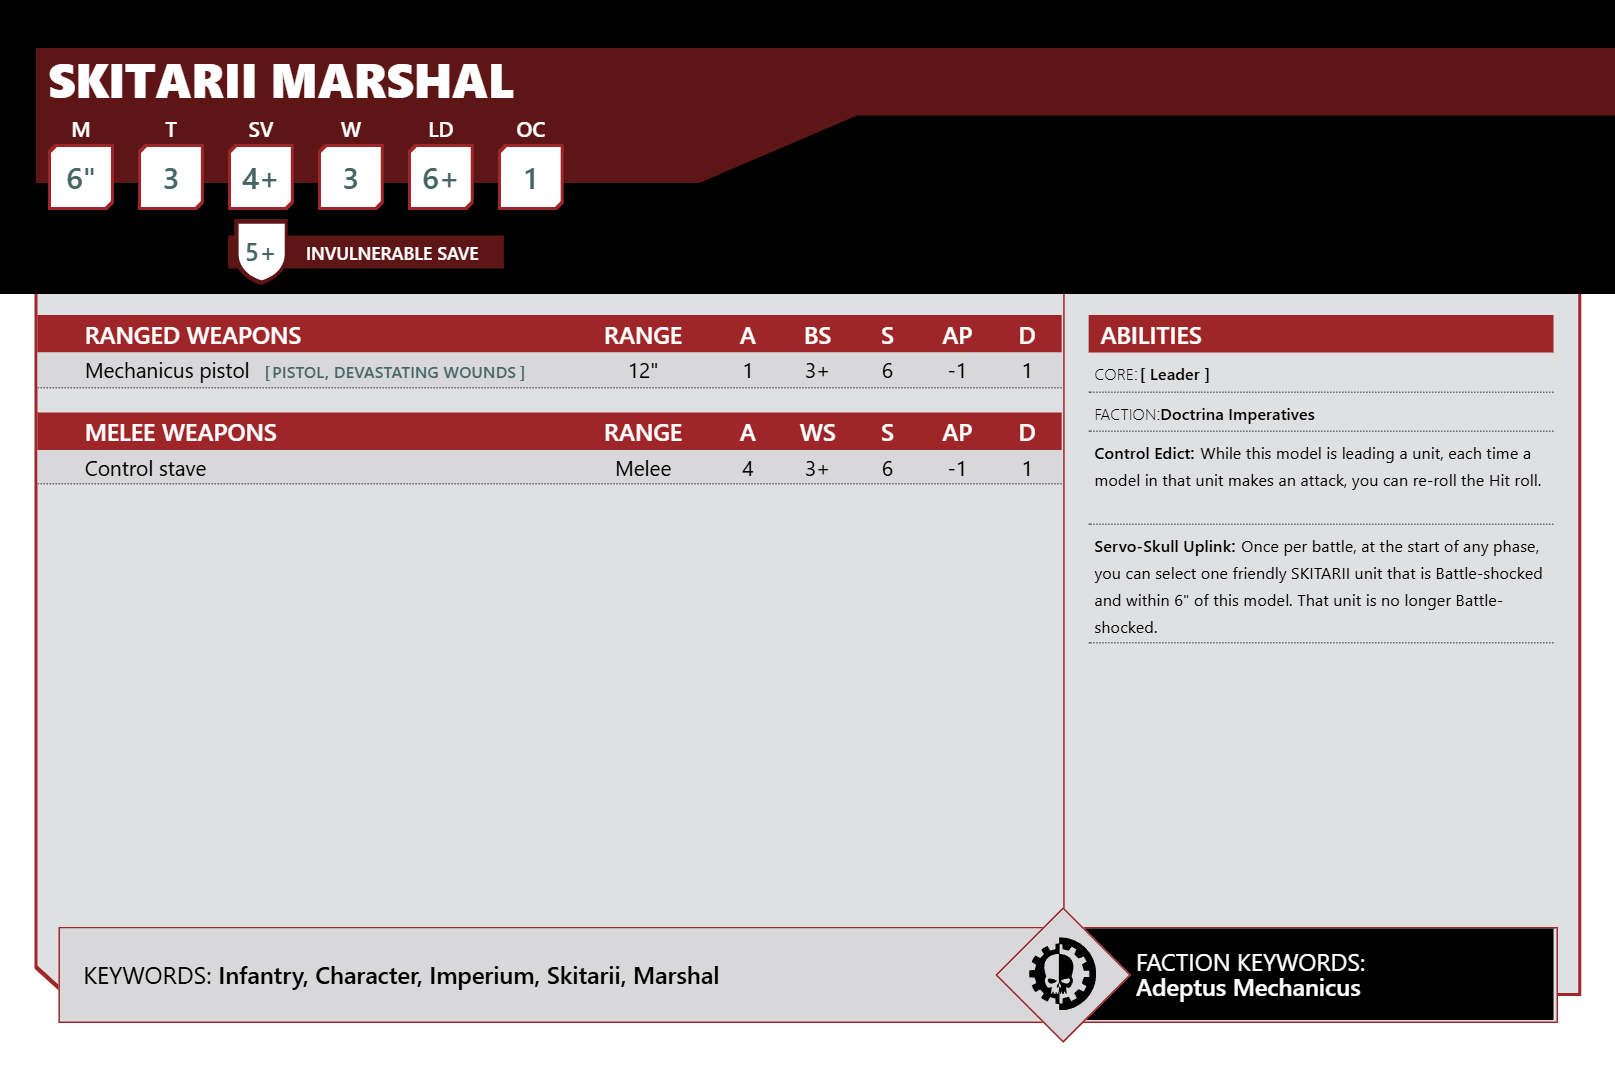 SKITARII MARSHAL
M T SV W LD OC
6" 3 4+ 3 6+ 1
5+ INVULNERABLE SAVE
RANGED WEAPONS RANGE A BS S AP D
Mechanicus pistol [ PISTOL, DEVASTATING WOUNDS ] 12" 1 3+ 6 -1 1
MELEE WEAPONS RANGE A WS S AP D
Control stave Melee 4 3+ 6 -1 1
ABILITIES
CORE: [ Leader ]
FACTION:Doctrina Imperatives
Control Edict: While this model is leading a unit, each time a
model in that unit makes an attack, you can re-roll the Hit roll.
Servo-Skull Uplink: Once per battle, at the start of any phase,
you can select one friendly SKITARII unit that is Battle-shocked
and within 6" of this model. That unit is no longer Battle-
shocked.
KEYWORDS: Infantry, Character, Imperium, Skitarii, Marshal
FACTION KEYWORDS:
Adeptus Mechanicus